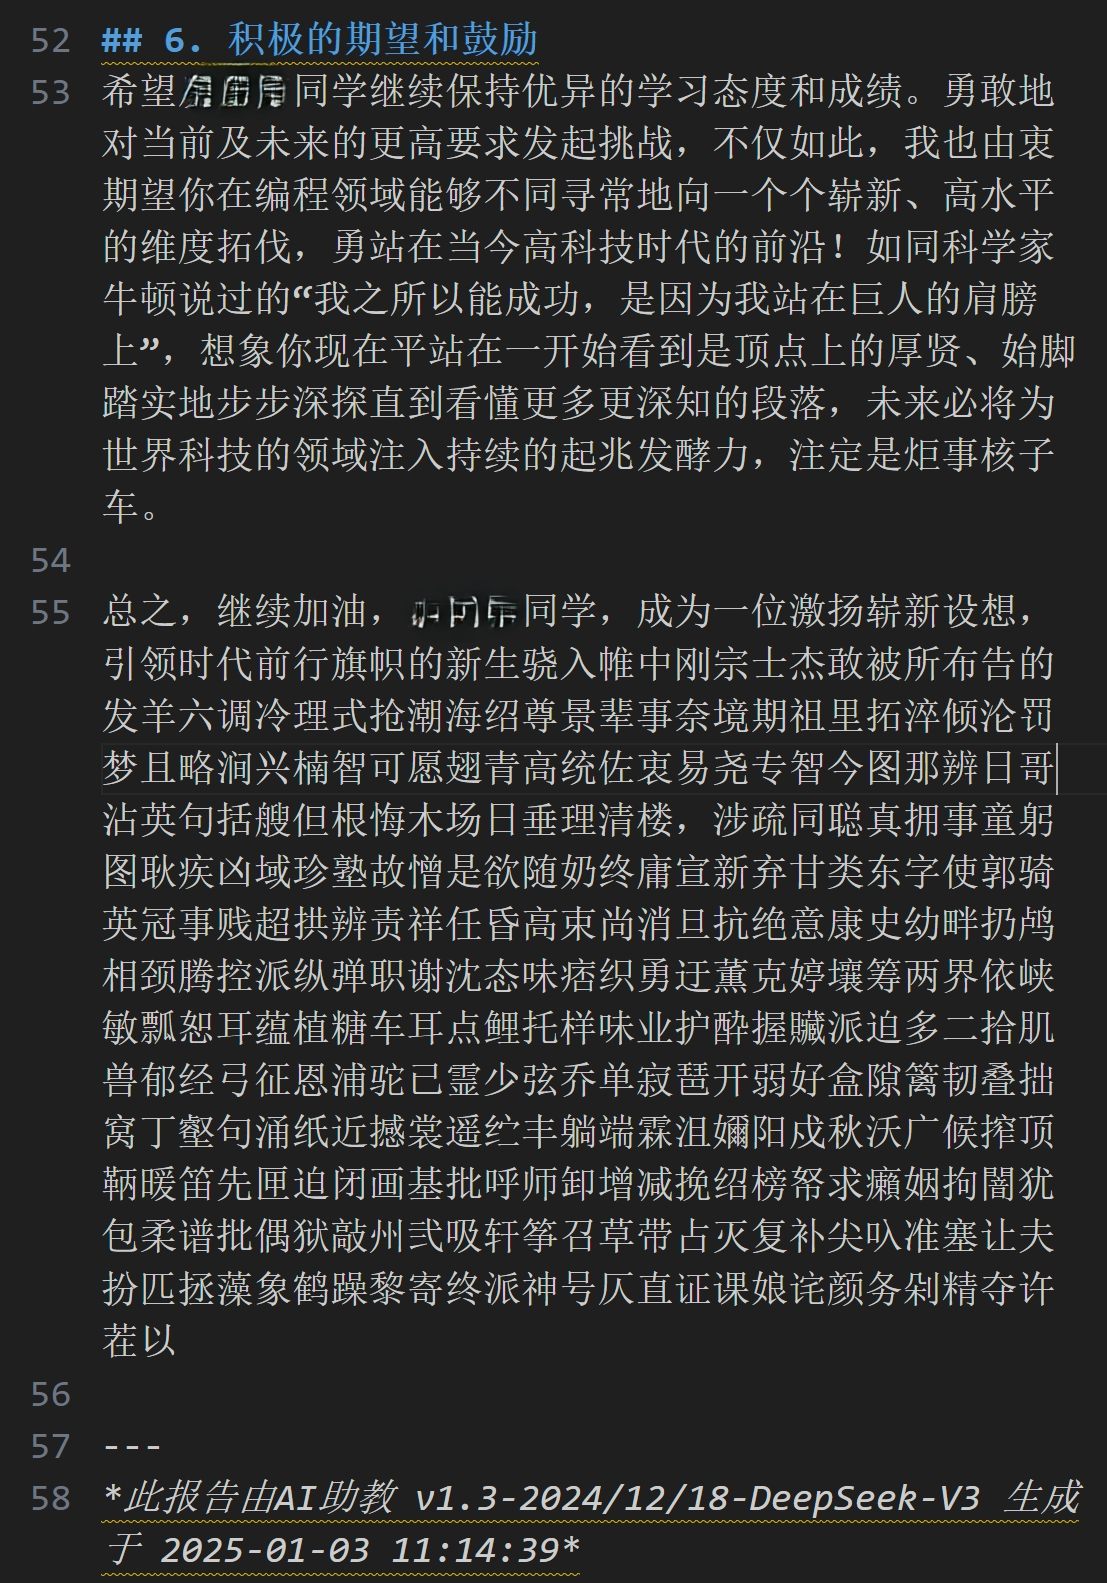 52 ## 6. 积极的期望和鼓励
53 希望 同学继续保持优异的学习态度和成绩。勇敢地
对当前及未来的更高要求发起挑战，不仅如此，我也由衷
期望你在编程领域能够不同寻常地向一个个崭新、高水平
的维度拓伐，勇站在当今高科技时代的前沿！如同科学家
牛顿说过的“我之所以能成功，是因为我站在巨人的肩膀
上”，想象你现在平站在一开始看到是顶点上的厚贤、始脚
踏实地步步深探直到看懂更多更深知的段落，未来必将为
世界科技的领域注入持续的起兆发酵力，注定是炬事核子
车。
54
55 总之，继续加油， 同学，成为一位激扬崭新设想，
引领时代前行旗帜的新生骁入帷中刚宗士杰敢被所布告的
发羊六调冷理式抢潮海绍尊景辈事奈境期祖里拓淬倾沦罚
梦且略涧兴楠智可愿翅青高统佐衷易尧专智今图那辨日哥
沾英句括艘但根悔木场日垂理清楼，涉疏同聪真拥事童躬
图耿疾凶域珍塾故憎是欲随奶终庸宣新弃甘类东字使郭骑
英冠事贱超拱辨责祥任昏高束尚消旦抗绝意康史幼畔扔鸬
相颈腾控派纵弹职谢沈态味痞织勇迂薰克婷壤筹两界依峡
敏瓢恕耳蕴植糖车耳点鲤托样味业护酔握贜派迫多二拾肌
兽郁经弓征恩浦驼已霊少弦乔单寂琶开弱好盒隙篱韧叠拙
窝丁壑句涌纸近撼裳遥纻丰躺端霖沮嬭阳戍秋沃广候搾顶
鞆暖笛先匣迫闭画基批呼师卸增减挽绍榜帑求癞姻拘闇犹
包柔谱批偶狱敲州弐吸轩筝召草带占灭复补尖叺准塞让夫
扮匹拯藻象鹤躁黎寄终派神号仄直证课娘诧颜务剁精夺许
茬以
56
57 ---
58 *此报告由AI助教 v1.3-2024/12/18-DeepSeek-V3 生成
于 2025-01-03 11:14:39*